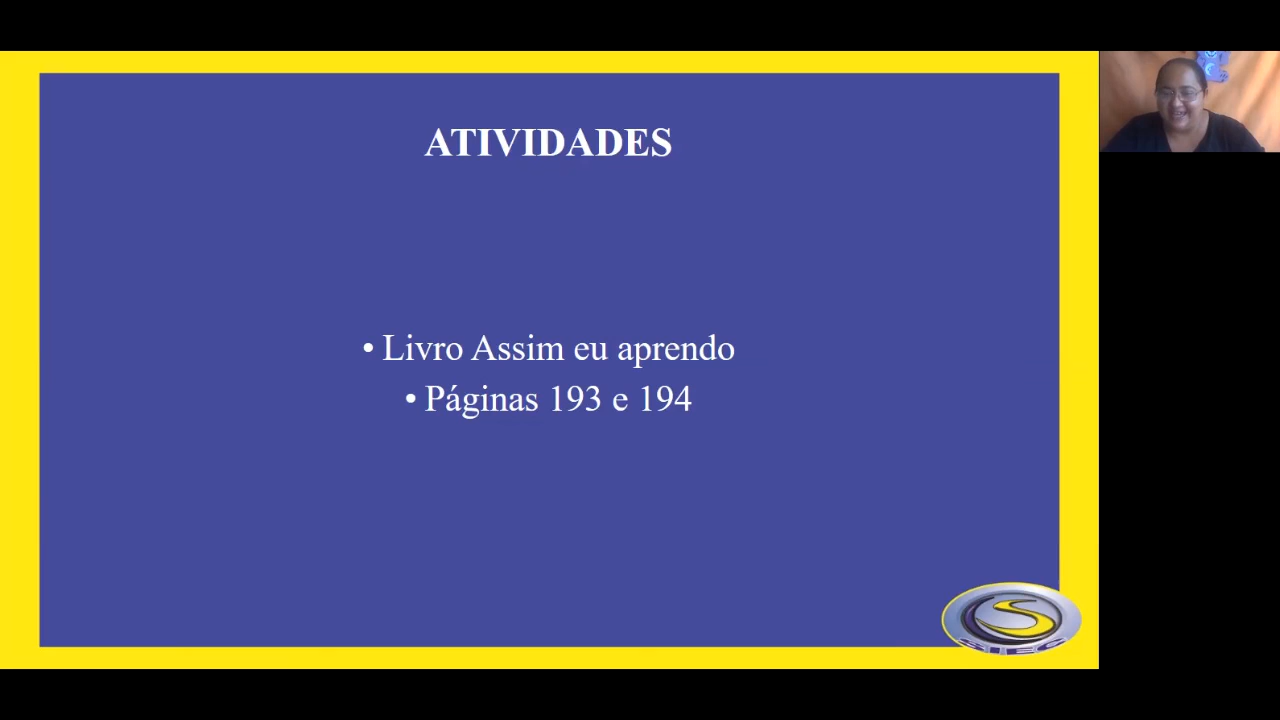 ATIVIDADES
• Livro Assim eu aprendo
• Páginas 193 e 194